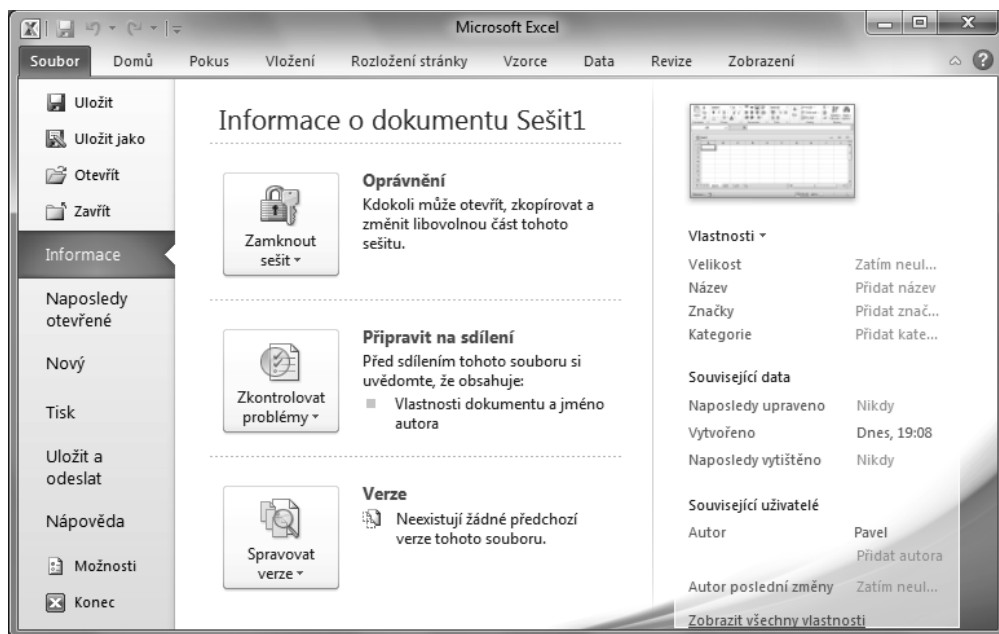 Microsoft Excel
Soubor Domů Pokus Vložení Rozložení stránky Vzorce Data Revize Zobrazení
Uložit
Uložit jako
Otevřít
Zavřít
Informace
Naposledy
otevřené
Nový
Tisk
Uložit a
odeslat
Nápověda
Možnosti
Konec
Informace o dokumentu Sešit1
Zamknout
sešit
Oprávnění
Kdokoli může otevřít, zkopírovat a
změnit libovolnou část tohoto
sešitu.
Zkontrolovat
problémy
Připravit na sdílení
Před sdílením tohoto souboru si
uvědomte, že obsahuje:
Vlastnosti dokumentu a jméno
autora
Spravovat
verze
Verze
Neexistují žádné předchozí
verze tohoto souboru.
Vlastnosti
Velikost Zatím neul...
Název Přidat název
Značky Přidat znač...
Kategorie Přidat kate...
Související data
Naposledy upraveno Nikdy
Vytvořeno Dnes, 19:08
Naposledy vytištěno Nikdy
Související uživatelé
Autor Pavel
Přidat autora
Autor poslední změny Zatím neul...
Zobrazit všechny vlastnosti